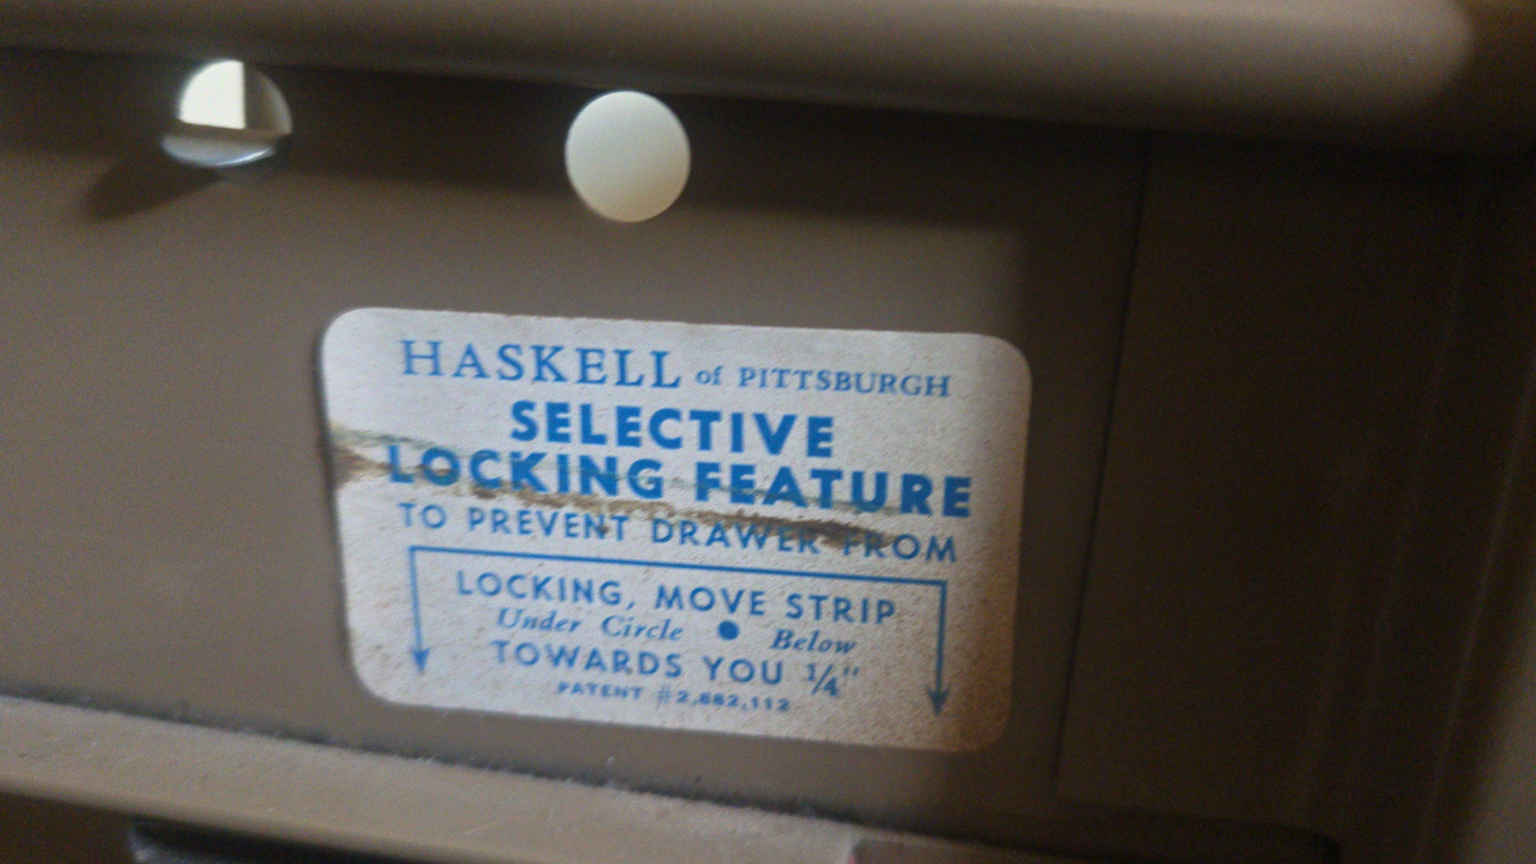 HASKELL of PITTSBURGH
SELECTIVE
LOCKING FEATURE
TO PREVENT DRAWER FROM
LOCKING, MOVE STRIP
Under Circle ● Below
TOWARDS YOU 1/4"
PATENT #2,882,112